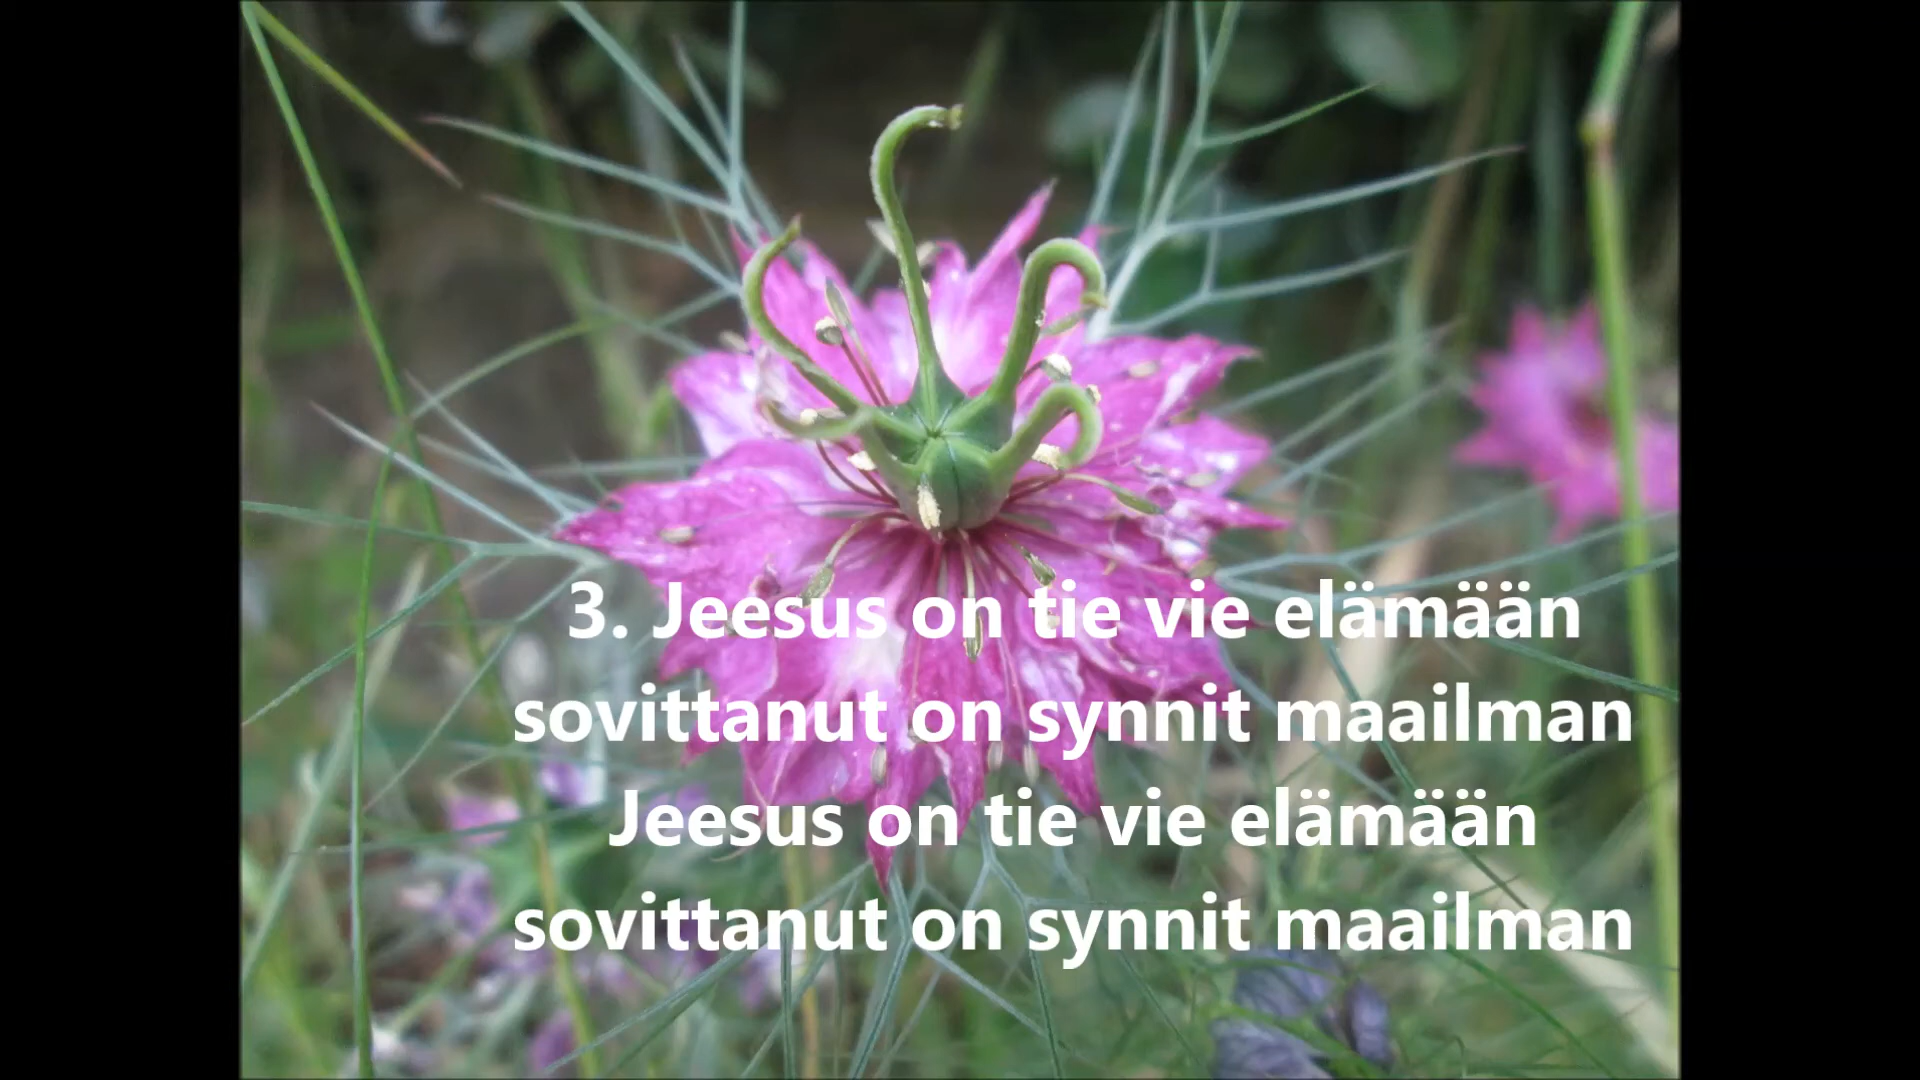 3. Jeesus on tie vie elämään
sovittanut on synnit maailman
Jeesus on tie vie elämään
sovittanut on synnit maailman